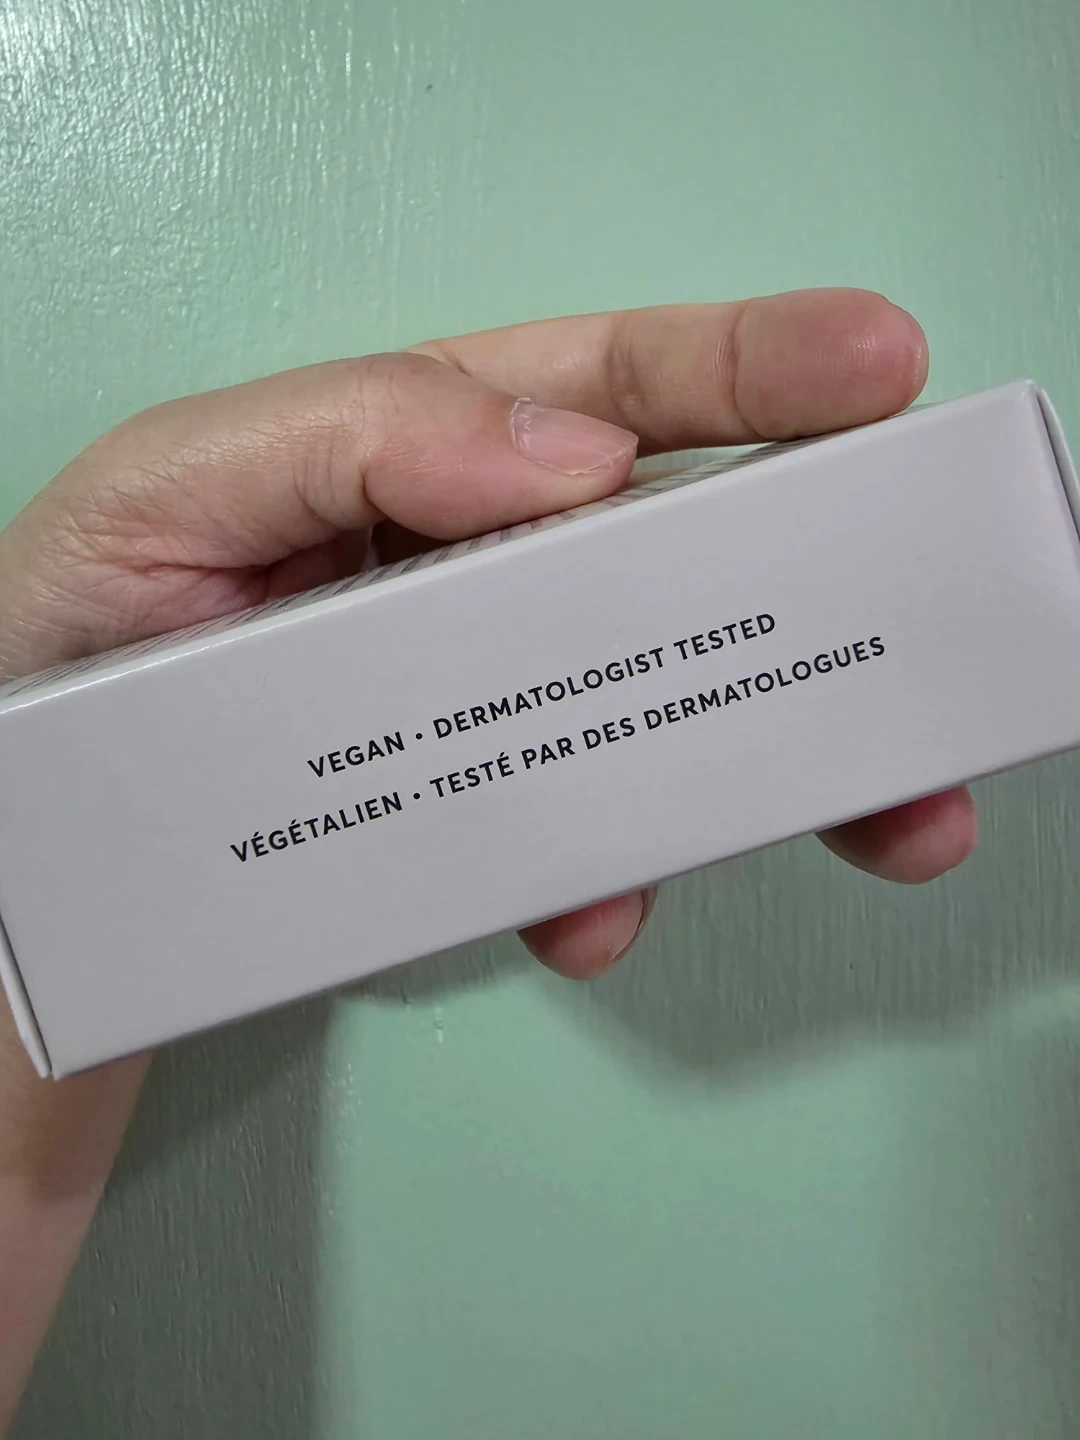 VEGAN • DERMATOLOGIST TESTED
VÉGÉTALIEN • TESTÉ PAR DES DERMATOLOGUES